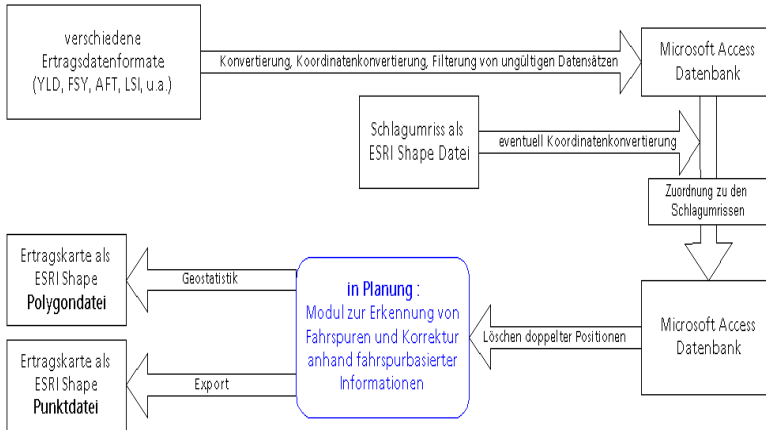 verschiedene
Ertragsdatenformate
(YLD, FSY, AFT, LSI, u.a.)
Konvertierung, Koordinatenkonvertierung, Filterung von ungültigen Datensätzen
Microsoft Access
Datenbank
Schlagumriss als
ESRI Shape Datei
eventuell Koordinatenkonvertierung
Zuordnung zu den
Schlagumrissen
Microsoft Access
Datenbank
Löschen doppelter Positionen
in Planung :
Modul zur Erkennung von
Fahrspuren und Korrektur
anhand fahrspurbasierter
Informationen
Geostatistik
Ertragskarte als
ESRI Shape
Polygondatei
Export
Ertragskarte als
ESRI Shape
Punktdatei